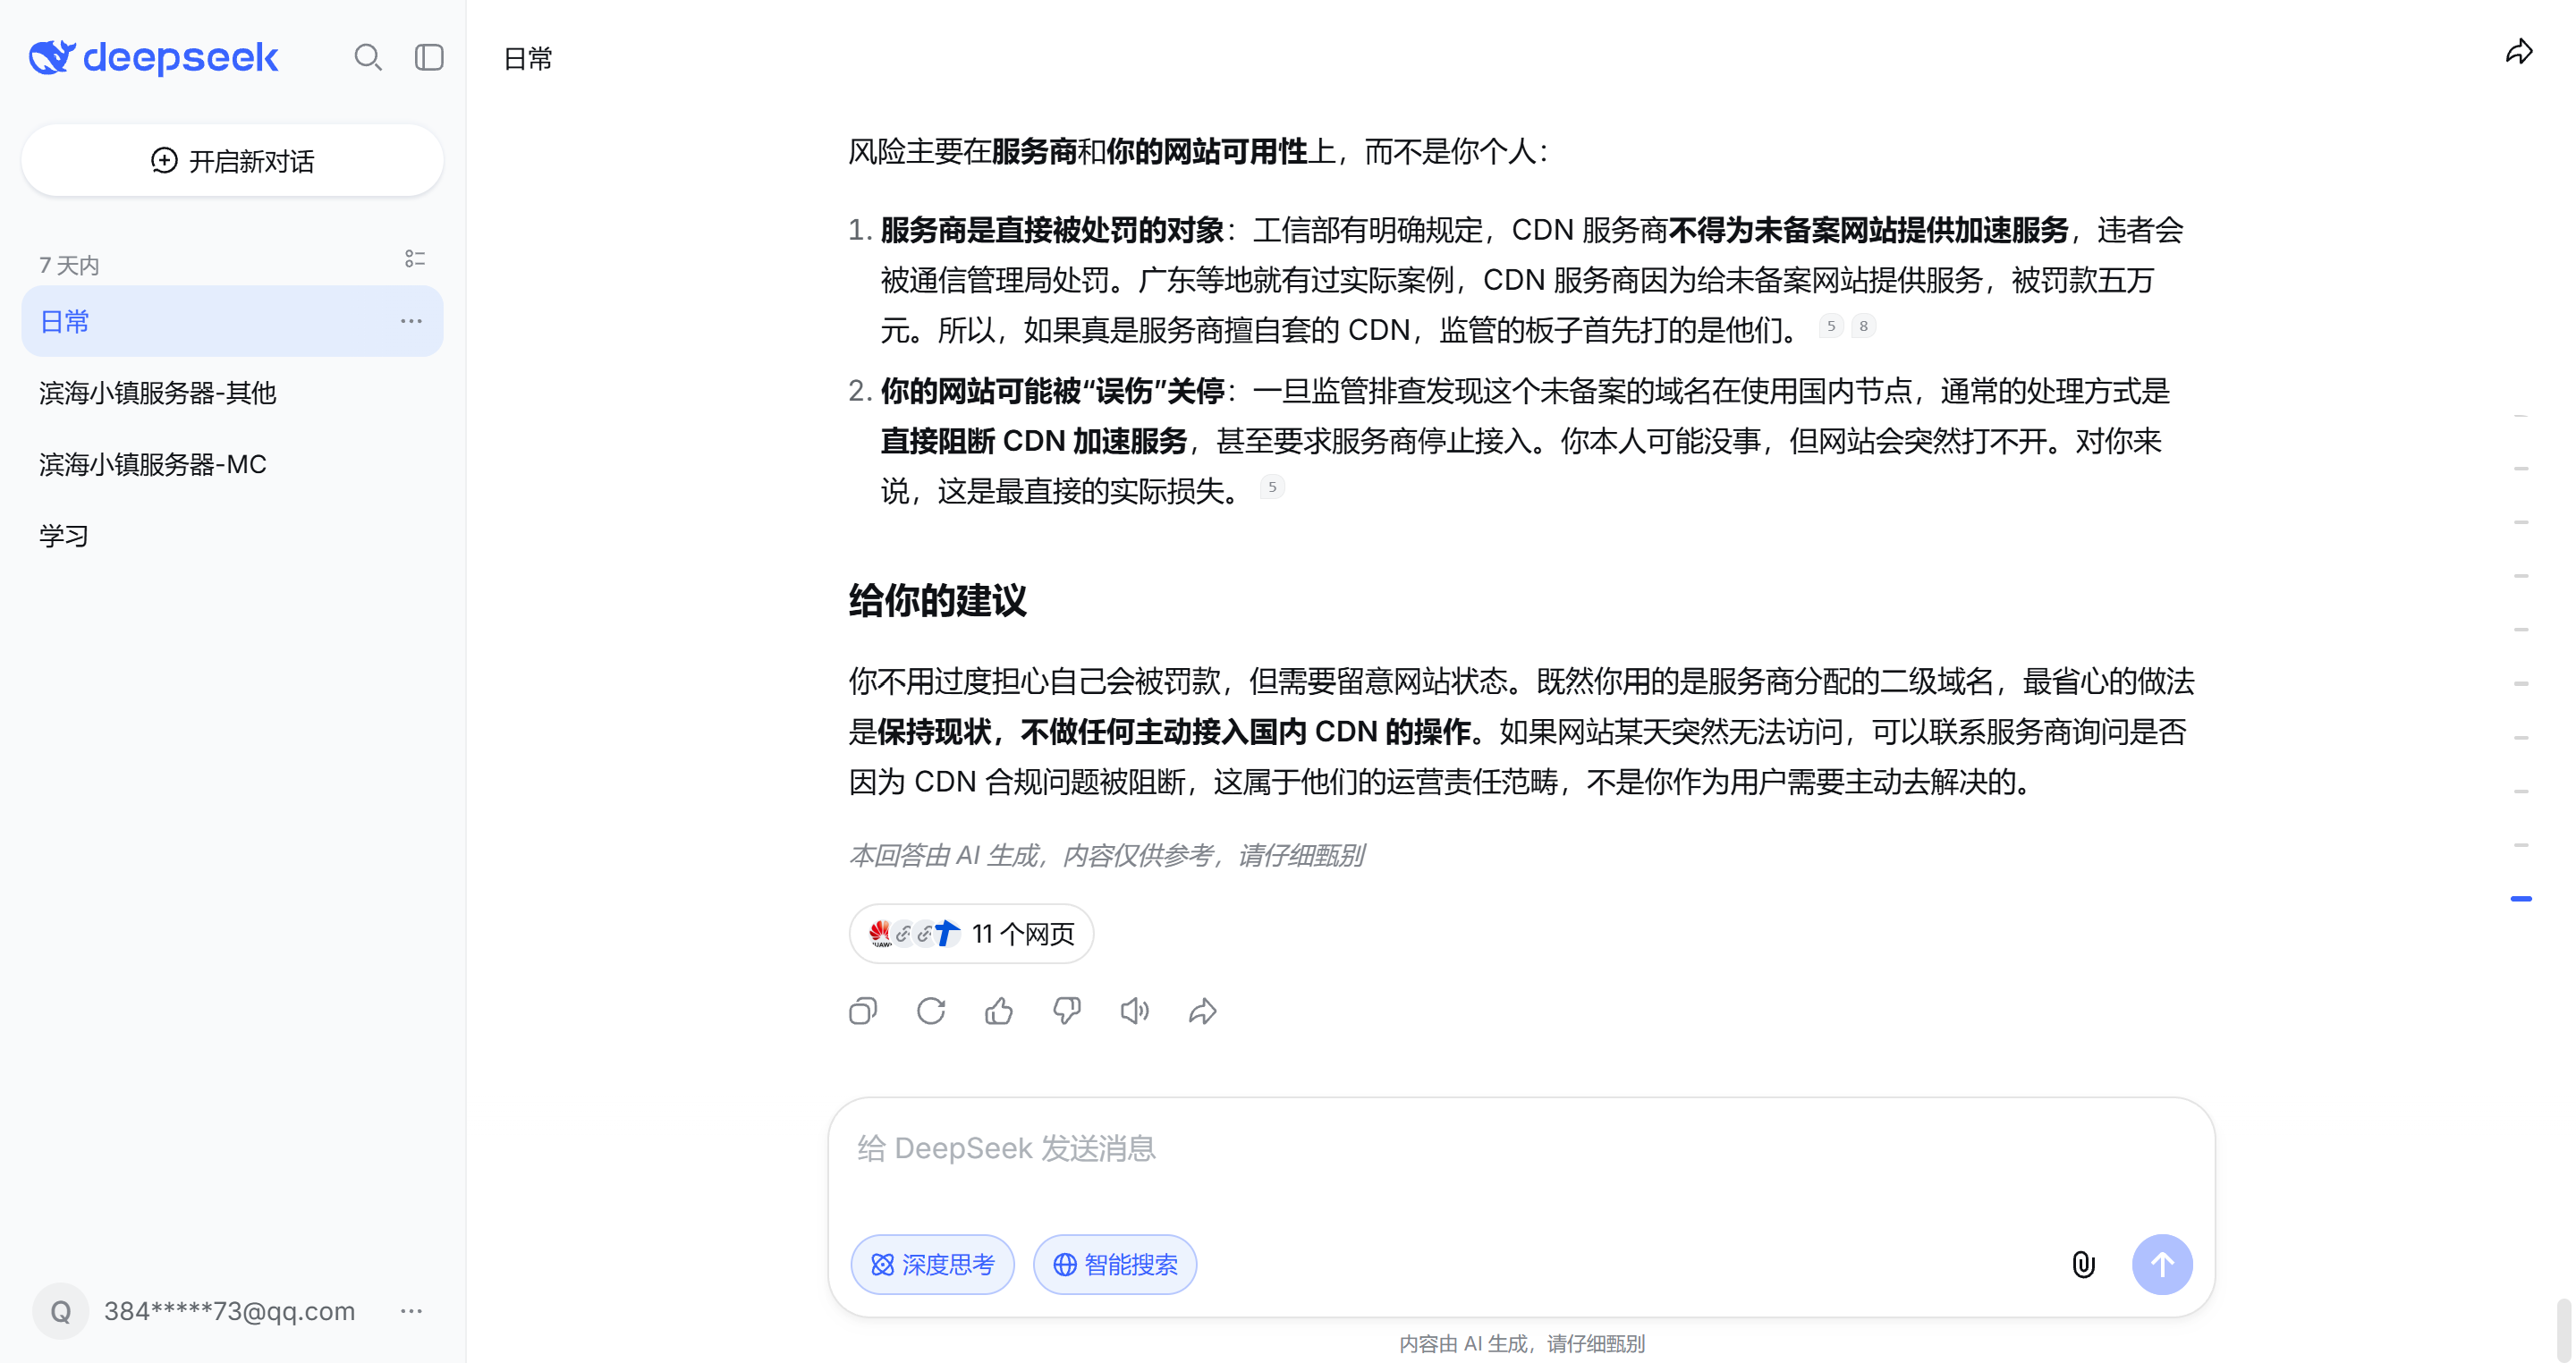 deepseek
开启新对话
7 天内
日常
滨海小镇服务器-其他
滨海小镇服务器-MC
学习
Q 384*****73@qq.com
日常
风险主要在服务商和你的网站可用性上，而不是你个人：
1. 服务商是直接被处罚的对象：工信部有明确规定，CDN 服务商不得为未备案网站提供加速服务，违者会
被通信管理局处罚。广东等地就有过实际案例，CDN 服务商因为给未备案网站提供服务，被罚款五万
元。所以，如果真是服务商擅自套的 CDN，监管的板子首先打的是他们。 5 8
2. 你的网站可能被“误伤”关停：一旦监管排查发现这个未备案的域名在使用国内节点，通常的处理方式是
直接阻断 CDN 加速服务，甚至要求服务商停止接入。你本人可能没事，但网站会突然打不开。对你来
说，这是最直接的实际损失。 5
给你的建议
你不用过度担心自己会被罚款，但需要留意网站状态。既然你用的是服务商分配的二级域名，最省心的做法
是保持现状，不做任何主动接入国内 CDN 的操作。如果网站某天突然无法访问，可以联系服务商询问是否
因为 CDN 合规问题被阻断，这属于他们的运营责任范畴，不是你作为用户需要主动去解决的。
本回答由 AI 生成，内容仅供参考，请仔细甄别
11 个网页
给 DeepSeek 发送消息
深度思考
智能搜索
内容由 AI 生成，请仔细甄别